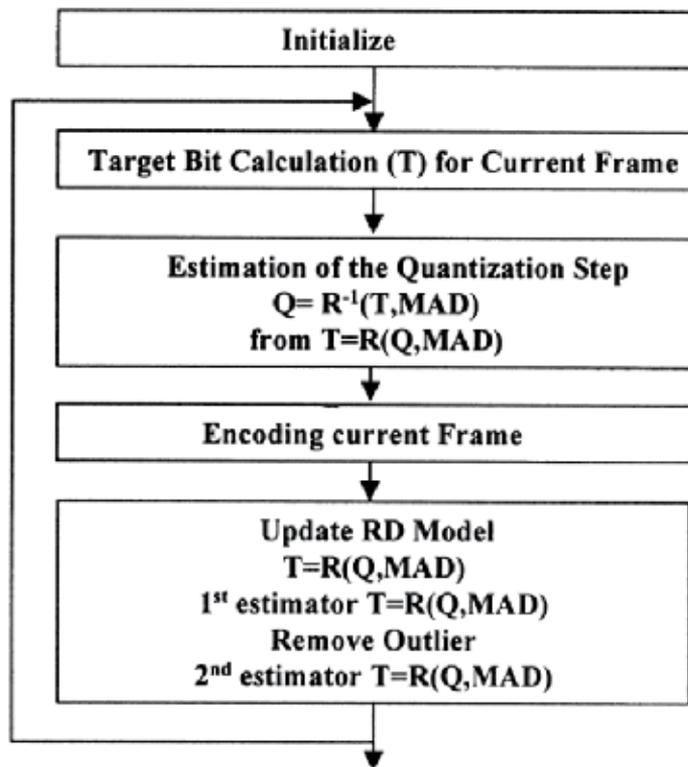 Initialize
Target Bit Calculation (T) for Current Frame
Estimation of the Quantization Step
Q= R⁻¹(T,MAD)
from T=R(Q,MAD)
Encoding current Frame
Update RD Model
T=R(Q,MAD)
1ˢᵗ estimator T=R(Q,MAD)
Remove Outlier
2ⁿᵈ estimator T=R(Q,MAD)